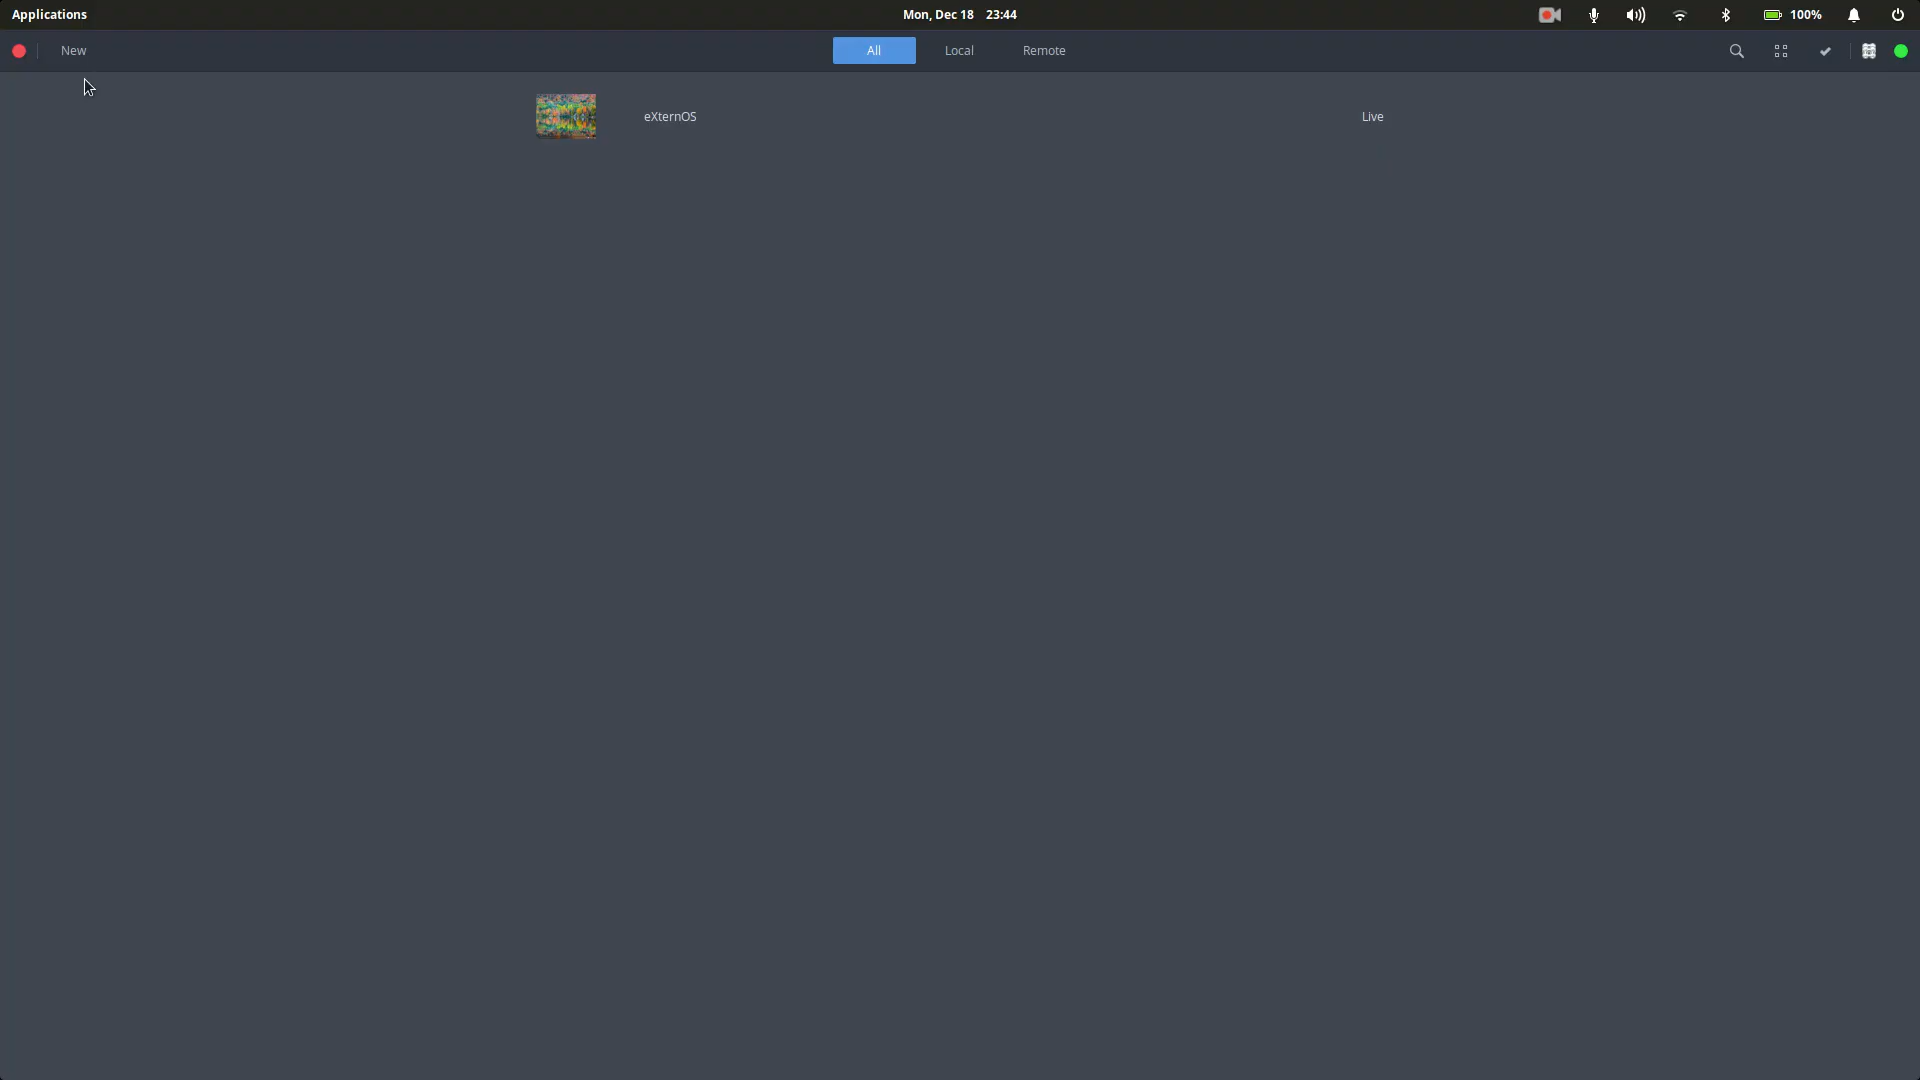 Applications
Mon, Dec 18 23:44
100%
New
All
Local
Remote
eXternOS
Live